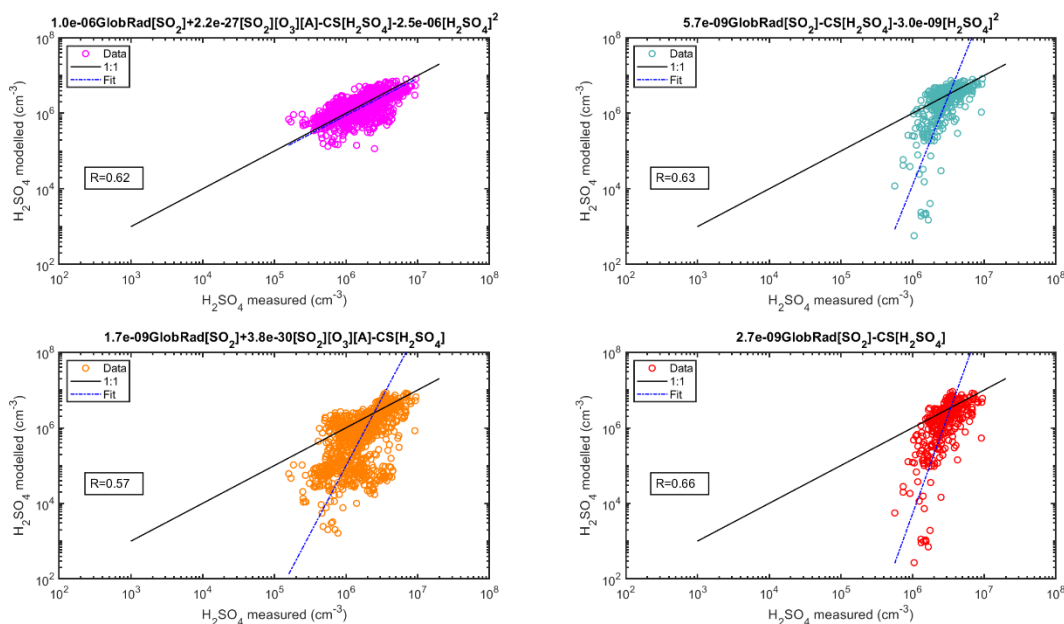 1.0e-06GlobRad[SO₂]+2.2e-27[SO₂][O₃][A]-CS[H₂SO₄]-2.5e-06[H₂SO₄]²
10⁸
10⁶
10⁴
10²
H₂SO₄ modelled (cm⁻³)
Data
1:1
Fit
R=0.62
10² 10³ 10⁴ 10⁵ 10⁶ 10⁷ 10⁸
H₂SO₄ measured (cm⁻³)
5.7e-09GlobRad[SO₂]-CS[H₂SO₄]-3.0e-09[H₂SO₄]²
10⁸
10⁶
10⁴
10²
H₂SO₄ modelled (cm⁻³)
Data
1:1
Fit
R=0.63
10² 10³ 10⁴ 10⁵ 10⁶ 10⁷ 10⁸
H₂SO₄ measured (cm⁻³)
1.7e-09GlobRad[SO₂]+3.8e-30[SO₂][O₃][A]-CS[H₂SO₄]
10⁸
10⁶
10⁴
10²
H₂SO₄ modelled (cm⁻³)
Data
1:1
Fit
R=0.57
10² 10³ 10⁴ 10⁵ 10⁶ 10⁷ 10⁸
H₂SO₄ measured (cm⁻³)
2.7e-09GlobRad[SO₂]-CS[H₂SO₄]
10⁸
10⁶
10⁴
10²
H₂SO₄ modelled (cm⁻³)
Data
1:1
Fit
R=0.66
10² 10³ 10⁴ 10⁵ 10⁶ 10⁷ 10⁸
H₂SO₄ measured (cm⁻³)